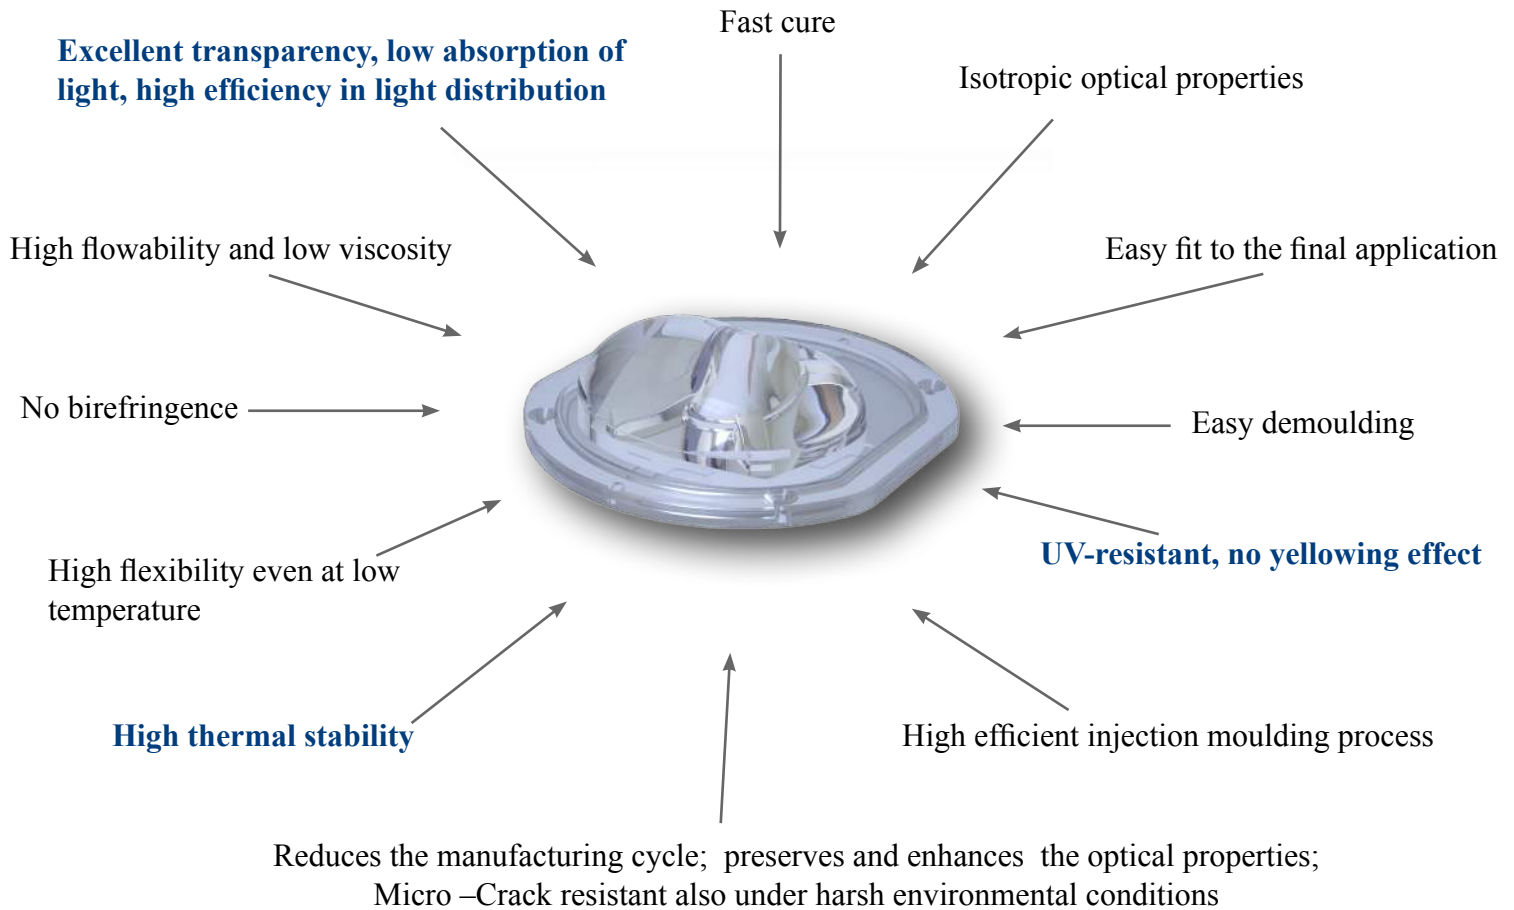 Fast cure
Excellent transparency, low absorption of
light, high efficiency in light distribution
Isotropic optical properties
High flowability and low viscosity
Easy fit to the final application
No birefringence
Easy demoulding
UV-resistant, no yellowing effect
High flexibility even at low
temperature
High thermal stability
High efficient injection moulding process
Reduces the manufacturing cycle;  preserves and enhances  the optical properties;
Micro –Crack resistant also under harsh environmental conditions